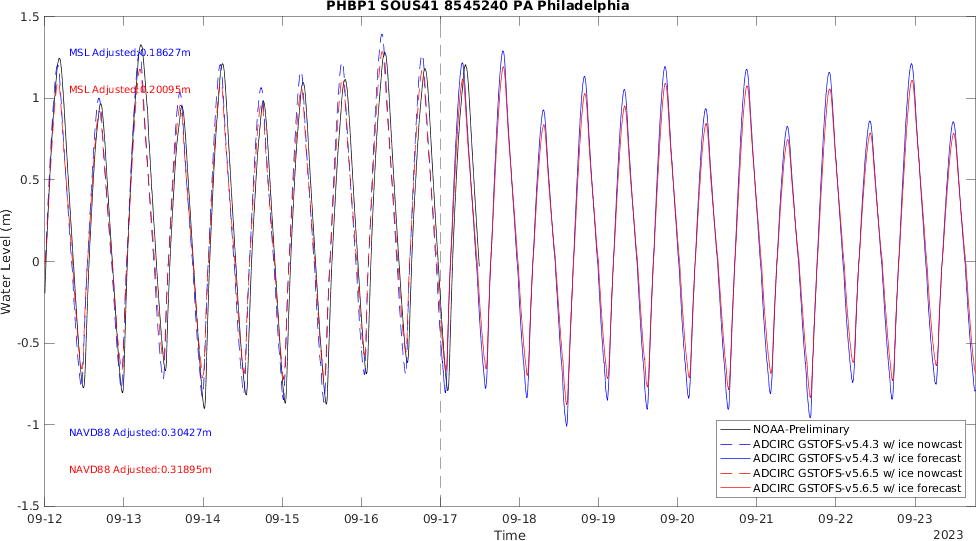 PHBP1 SOUS41 8545240 PA Philadelphia
Water Level (m)
1.5
1
0.5
0
-0.5
-1
-1.5
MSL Adjusted:0.18627m
MSL Adjusted:0.20095m
NAVD88 Adjusted:0.30427m
NAVD88 Adjusted:0.31895m
NOAA-Preliminary
ADCIRC GSTOFS-v5.4.3 w/ ice nowcast
ADCIRC GSTOFS-v5.4.3 w/ ice forecast
ADCIRC GSTOFS-v5.6.5 w/ ice nowcast
ADCIRC GSTOFS-v5.6.5 w/ ice forecast
09-12 09-13 09-14 09-15 09-16 09-17 09-18 09-19 09-20 09-21 09-22 09-23
Time
2023